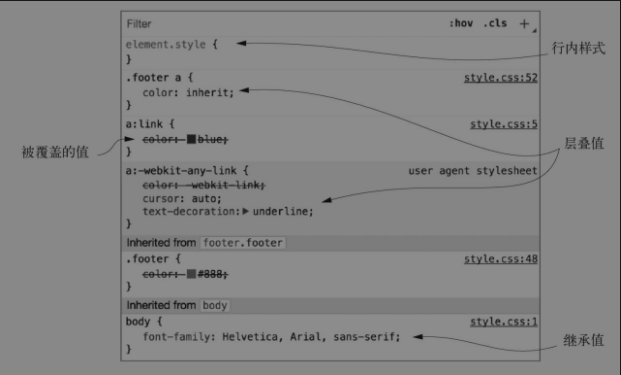 Filter :hov .cls +
element.style {
行内样式
}
.footer a { style.css:52
color: inherit;
}
a:link { style.css:5
被覆盖的值
color: blue;
层叠值
}
a:-webkit-any-link { user agent stylesheet
color: -webkit-link;
cursor: auto;
text-decoration:▶ underline;
}
Inherited from footer.footer
.footer { style.css:48
color: #888;
}
Inherited from body
body { style.css:1
font-family: Helvetica, Arial, sans-serif;
继承值
}